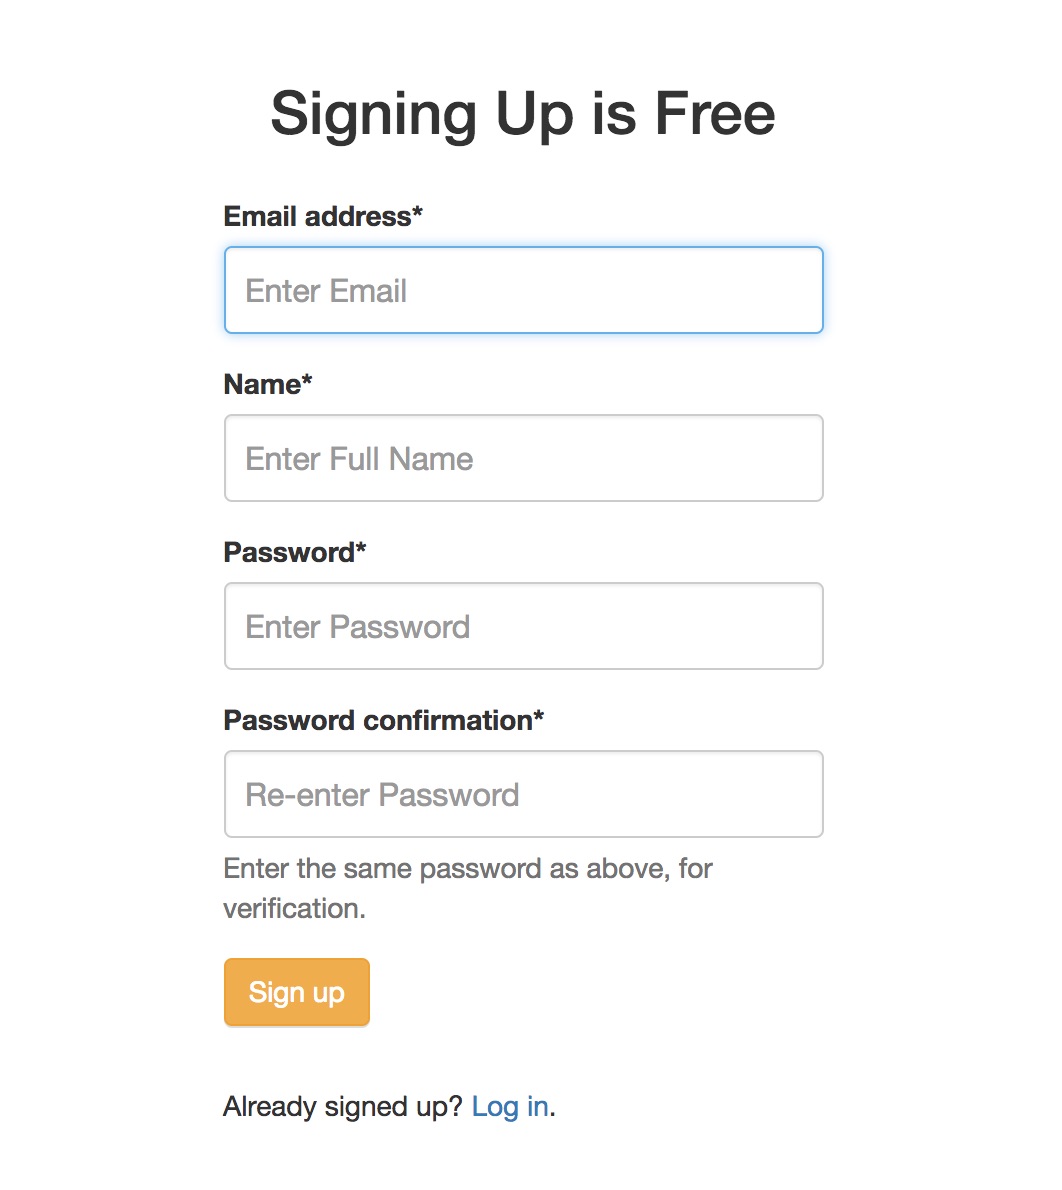 Signing Up is Free
Email address*
Enter Email
Name*
Enter Full Name
Password*
Enter Password
Password confirmation*
Re-enter Password
Enter the same password as above, for
verification.
Sign up
Already signed up? Log in.